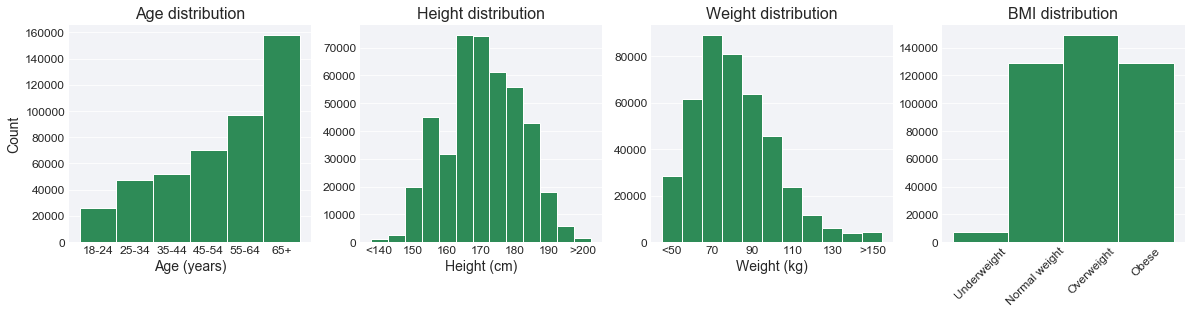 Age distribution
Count
160000
140000
120000
100000
80000
60000
40000
20000
0
18-24 25-34 35-44 45-54 55-64 65+
Age (years)
Height distribution
70000
60000
50000
40000
30000
20000
10000
0
<140 150 160 170 180 190 >200
Height (cm)
Weight distribution
80000
60000
40000
20000
0
<50 70 90 110 130 >150
Weight (kg)
BMI distribution
140000
120000
100000
80000
60000
40000
20000
0
Underweight
Normal weight
Overweight
Obese